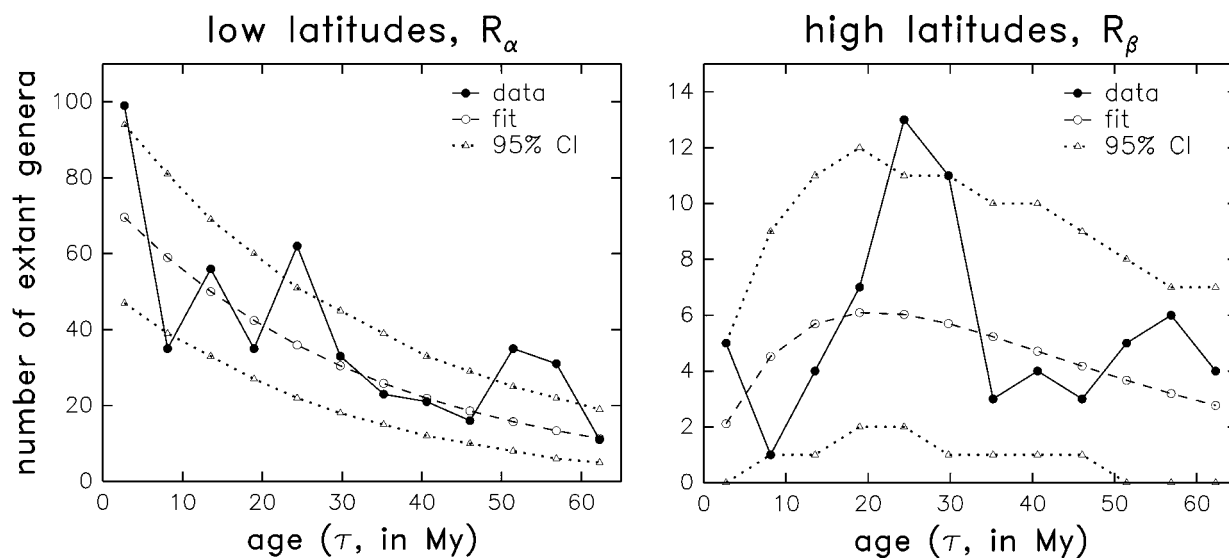 low latitudes, R_α
high latitudes, R_β
number of extant genera
100
80
60
40
20
0
data
fit
95% CI
0 10 20 30 40 50 60
age (τ, in My)
14
12
10
8
6
4
2
0
data
fit
95% CI
0 10 20 30 40 50 60
age (τ, in My)